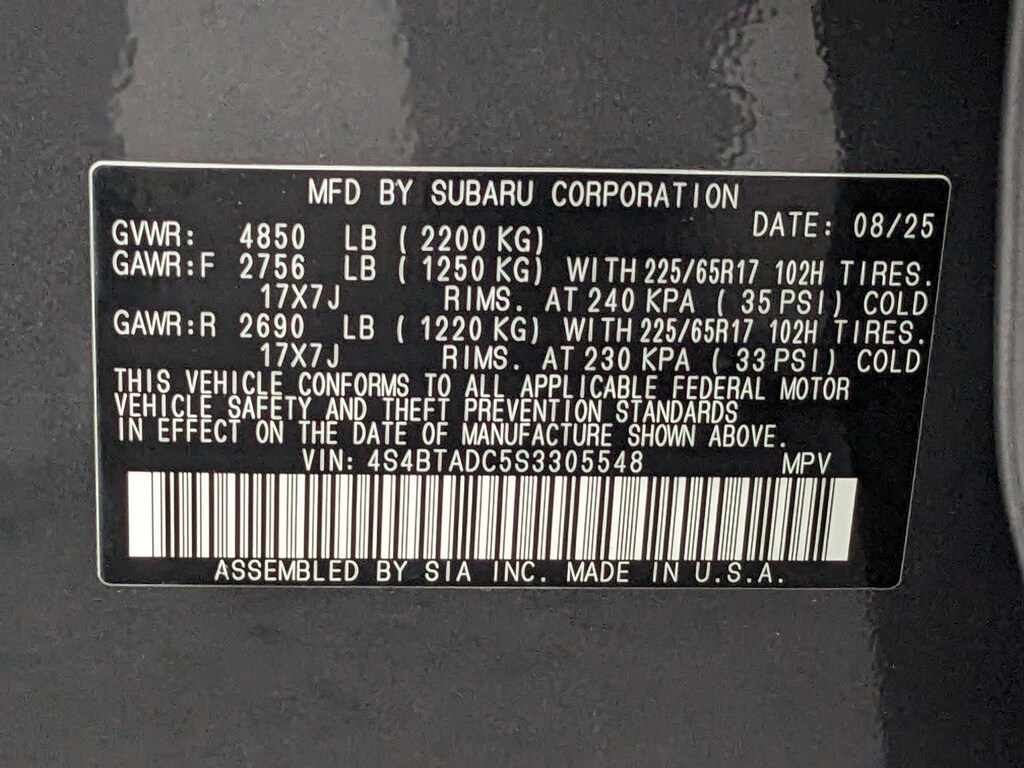 MFD BY SUBARU CORPORATION
DATE: 08/25
GVWR: 4850 LB ( 2200 KG)
GAWR:F 2756 LB ( 1250 KG) WITH 225/65R17 102H TIRES.
17X7J RIMS. AT 240 KPA ( 35 PSI) COLD
GAWR:R 2690 LB ( 1220 KG) WITH 225/65R17 102H TIRES.
17X7J RIMS. AT 230 KPA ( 33 PSI) COLD
THIS VEHICLE CONFORMS TO ALL APPLICABLE FEDERAL MOTOR
VEHICLE SAFETY AND THEFT PREVENTION STANDARDS
IN EFFECT ON THE DATE OF MANUFACTURE SHOWN ABOVE.
VIN: 4S4BTADC5S3305548 MPV
ASSEMBLED BY SIA INC. MADE IN U.S.A.